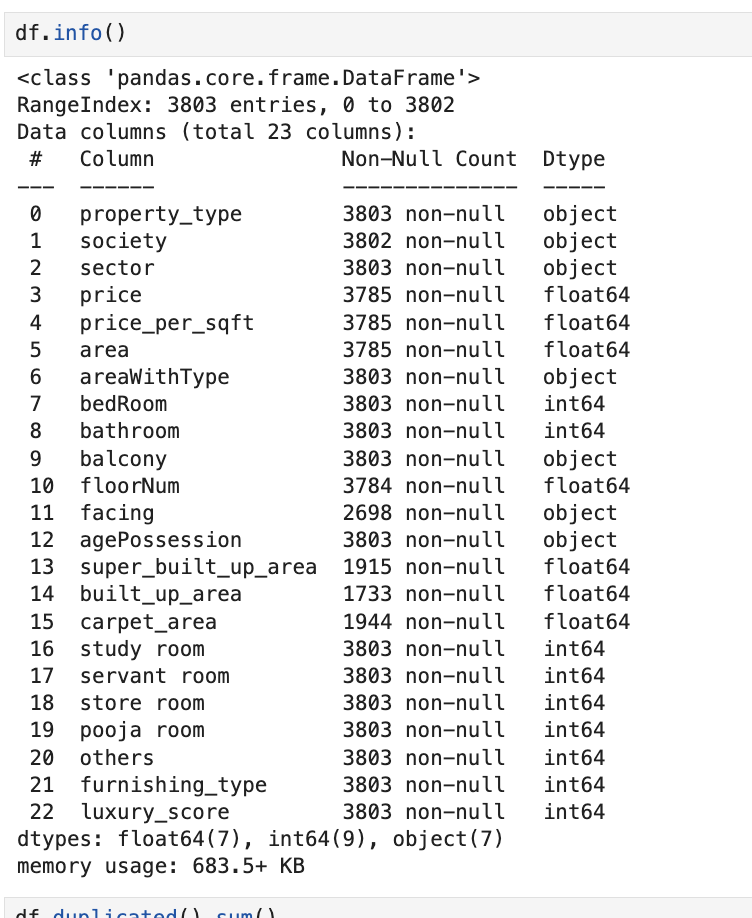 df.info()
<class 'pandas.core.frame.DataFrame'>
RangeIndex: 3803 entries, 0 to 3802
Data columns (total 23 columns):
 #   Column               Non-Null Count  Dtype
---  ------               --------------  -----
 0   property_type        3803 non-null   object
 1   society              3802 non-null   object
 2   sector               3803 non-null   object
 3   price                3785 non-null   float64
 4   price_per_sqft       3785 non-null   float64
 5   area                 3785 non-null   float64
 6   areaWithType         3803 non-null   object
 7   bedRoom              3803 non-null   int64
 8   bathroom             3803 non-null   int64
 9   balcony              3803 non-null   object
 10  floorNum             3784 non-null   float64
 11  facing               2698 non-null   object
 12  agePossession        3803 non-null   object
 13  super_built_up_area  1915 non-null   float64
 14  built_up_area        1733 non-null   float64
 15  carpet_area          1944 non-null   float64
 16  study room           3803 non-null   int64
 17  servant room         3803 non-null   int64
 18  store room           3803 non-null   int64
 19  pooja room           3803 non-null   int64
 20  others               3803 non-null   int64
 21  furnishing_type      3803 non-null   int64
 22  luxury_score         3803 non-null   int64
dtypes: float64(7), int64(9), object(7)
memory usage: 683.5+ KB
df.duplicated().sum()